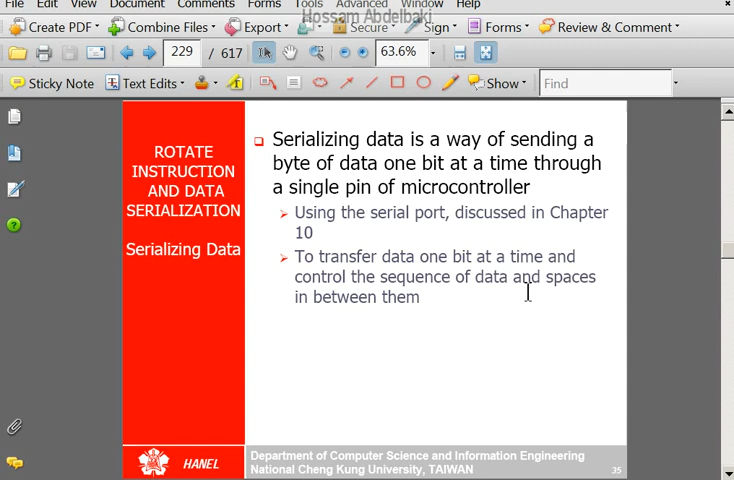 File Edit View Document Comments Forms Tools Advanced Window Help
Hossam Abdelbaki
Create PDF Combine Files Export Secure Sign Forms Review & Comment
229 / 617 63.6%
Sticky Note Text Edits Show Find
ROTATE
INSTRUCTION
AND DATA
SERIALIZATION
Serializing Data
Serializing data is a way of sending a
byte of data one bit at a time through
a single pin of microcontroller
Using the serial port, discussed in Chapter
10
To transfer data one bit at a time and
control the sequence of data and spaces
in between them
HANEL
Department of Computer Science and Information Engineering
National Cheng Kung University, TAIWAN
35